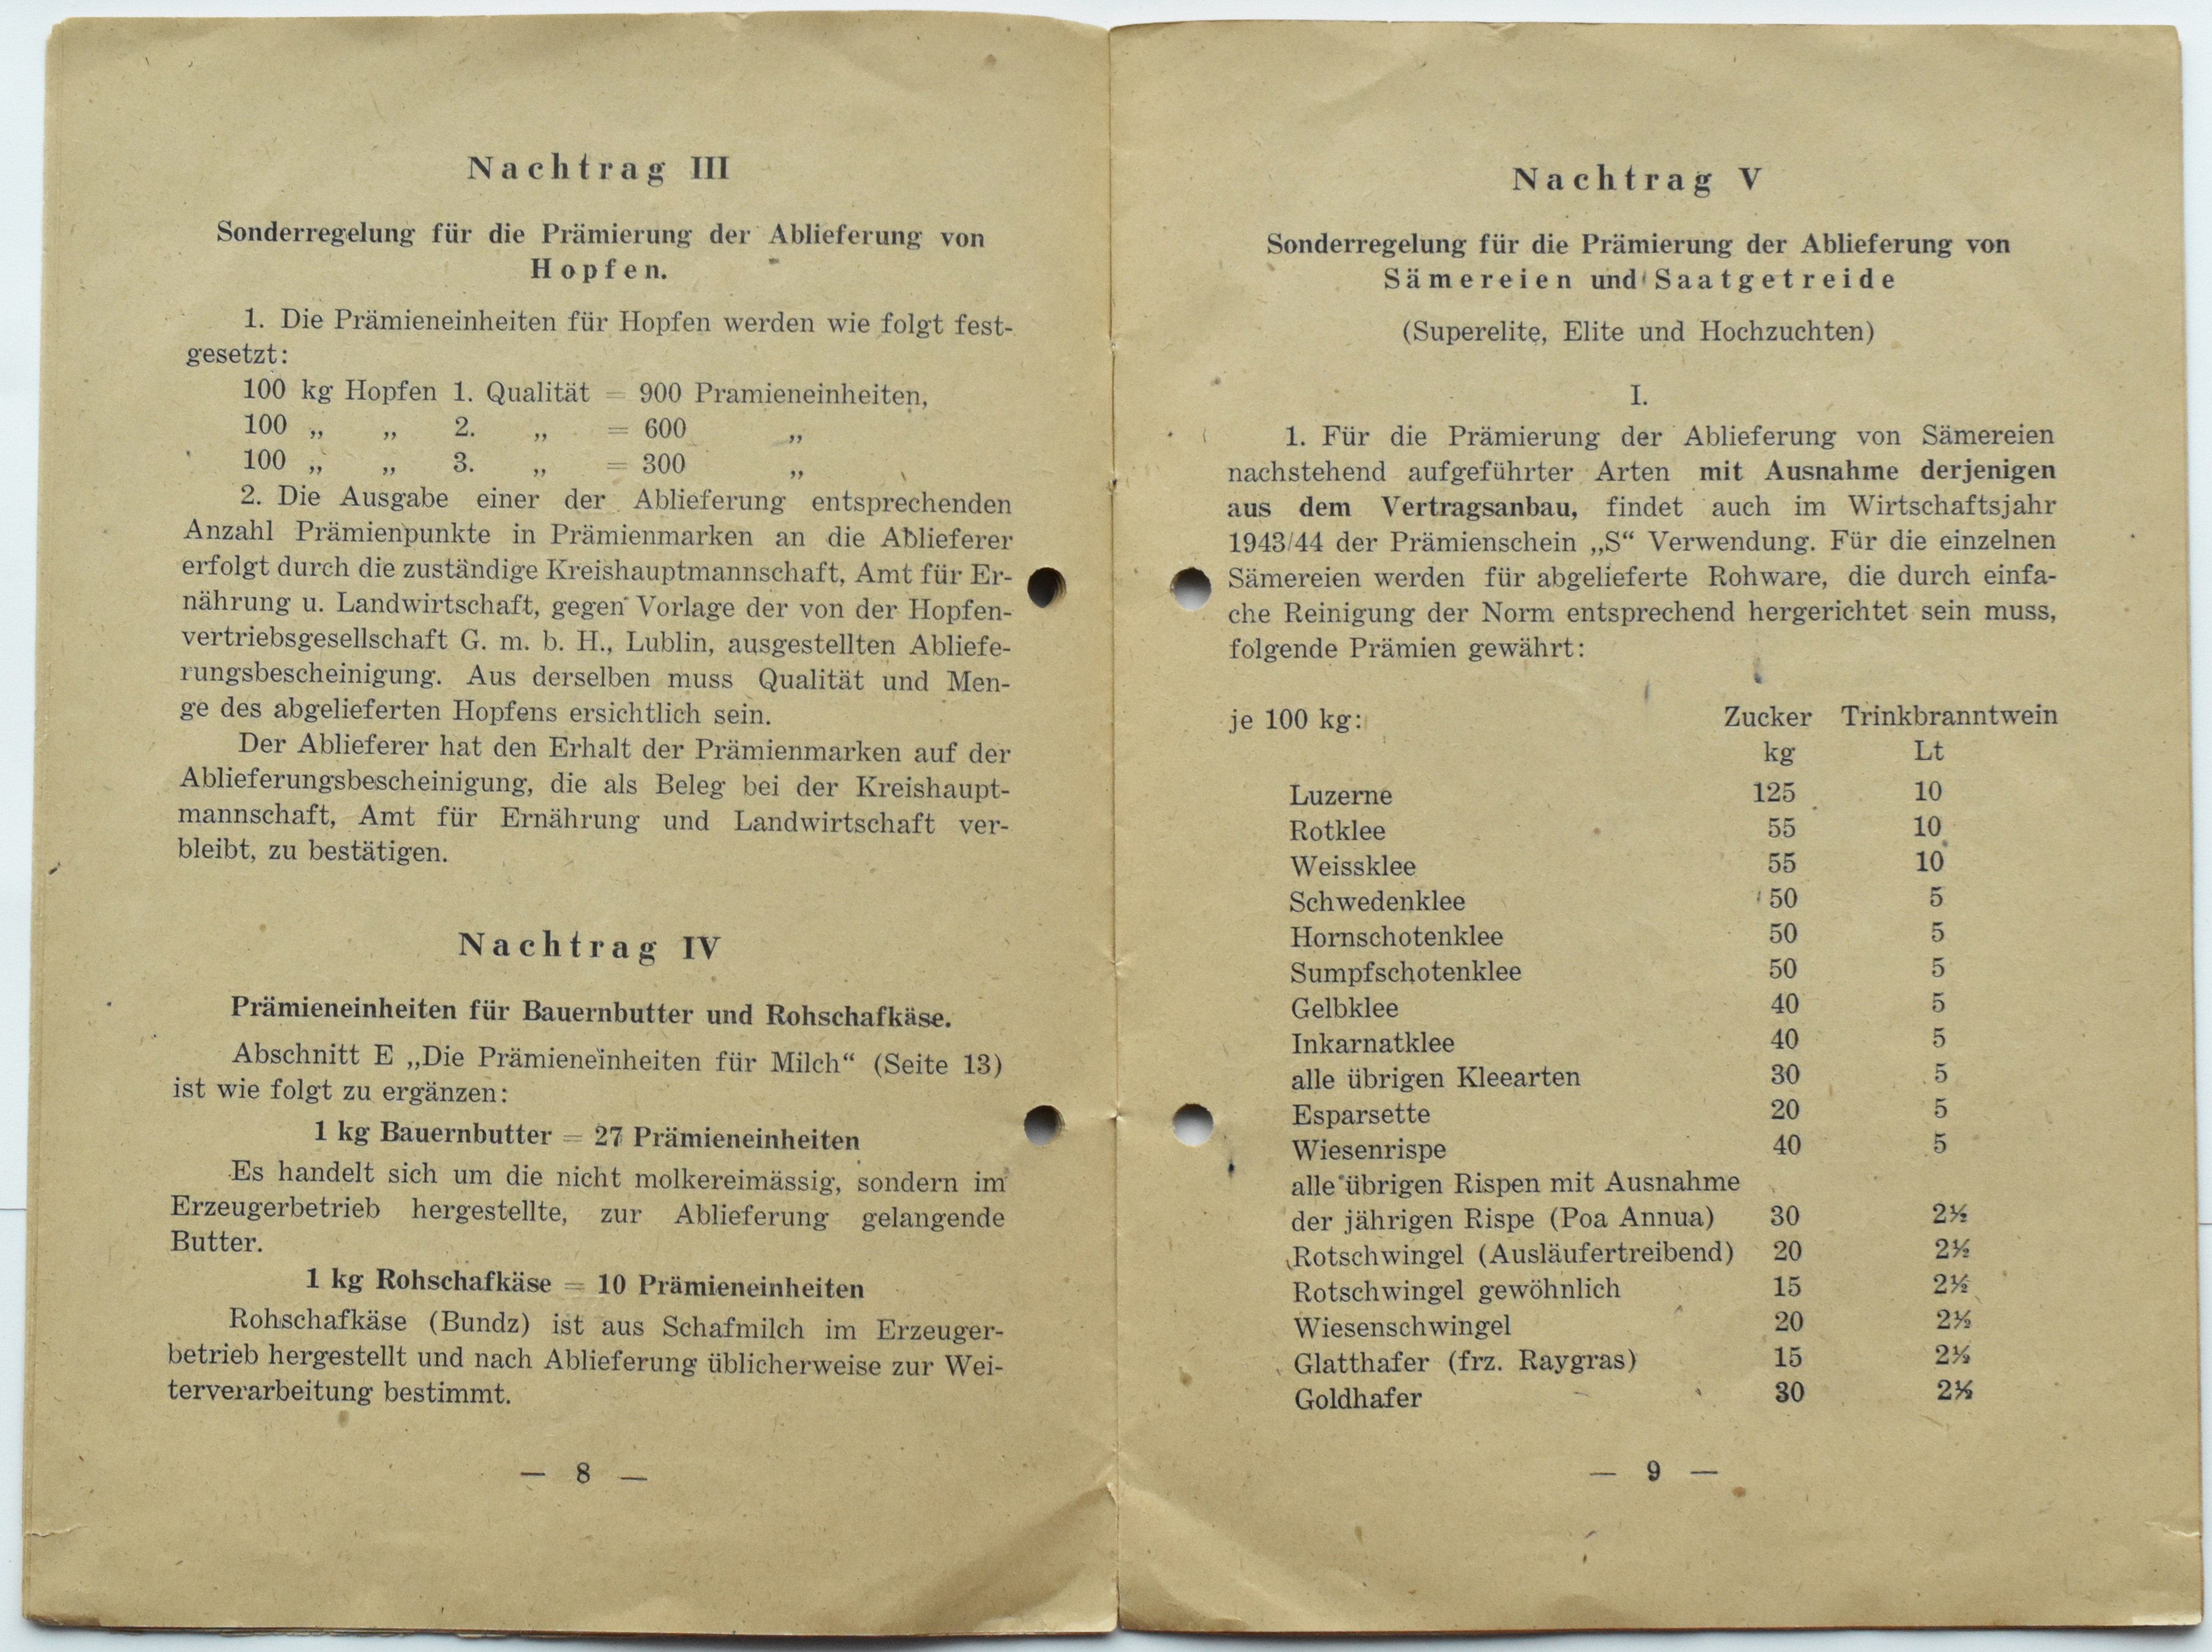 Nachtrag III
Sonderregelung für die Prämierung der Ablieferung von
Hopfen.
1. Die Prämieneinheiten für Hopfen werden wie folgt fest-
gesetzt:
100 kg Hopfen 1. Qualität = 900 Pramieneinheiten,
100 „ „ 2. „ = 600 „
100 „ „ 3. „ = 300 „
2. Die Ausgabe einer der Ablieferung entsprechenden
Anzahl Prämienpunkte in Prämienmarken an die Ablieferer
erfolgt durch die zuständige Kreishauptmannschaft, Amt für Er-
nährung u. Landwirtschaft, gegen Vorlage der von der Hopfen-
vertriebsgesellschaft G. m. b. H., Lublin, ausgestellten Abliefe-
rungsbescheinigung. Aus derselben muss Qualität und Men-
ge des abgelieferten Hopfens ersichtlich sein.
Der Ablieferer hat den Erhalt der Prämienmarken auf der
Ablieferungsbescheinigung, die als Beleg bei der Kreishaupt-
mannschaft, Amt für Ernährung und Landwirtschaft ver-
bleibt, zu bestätigen.
Nachtrag IV
Prämieneinheiten für Bauernbutter und Rohschafkäse.
Abschnitt E „Die Prämieneinheiten für Milch“ (Seite 13)
ist wie folgt zu ergänzen:
1 kg Bauernbutter = 27 Prämieneinheiten
Es handelt sich um die nicht molkereimässig, sondern im
Erzeugerbetrieb hergestellte, zur Ablieferung gelangende
Butter.
1 kg Rohschafkäse = 10 Prämieneinheiten
Rohschafkäse (Bundz) ist aus Schafmilch im Erzeuger-
betrieb hergestellt und nach Ablieferung üblicherweise zur Wei-
terverarbeitung bestimmt.
— 8 —
Nachtrag V
Sonderregelung für die Prämierung der Ablieferung von
Sämereien und Saatgetreide
(Superelite, Elite und Hochzuchten)
I.
1. Für die Prämierung der Ablieferung von Sämereien
nachstehend aufgeführter Arten mit Ausnahme derjenigen
aus dem Vertragsanbau, findet auch im Wirtschaftsjahr
1943/44 der Prämienschein „S“ Verwendung. Für die einzelnen
Sämereien werden für abgelieferte Rohware, die durch einfa-
che Reinigung der Norm entsprechend hergerichtet sein muss,
folgende Prämien gewährt:
je 100 kg: Zucker Trinkbranntwein
kg Lt
Luzerne 125 10
Rotklee 55 10
Weissklee 55 10
Schwedenklee 50 5
Hornschotenklee 50 5
Sumpfschotenklee 50 5
Gelbklee 40 5
Inkarnatklee 40 5
alle übrigen Kleearten 30 5
Esparsette 20 5
Wiesenrispe 40 5
alle übrigen Rispen mit Ausnahme
der jährigen Rispe (Poa Annua) 30 2½
Rotschwingel (Ausläufertreibend) 20 2½
Rotschwingel gewöhnlich 15 2½
Wiesenschwingel 20 2½
Glatthafer (frz. Raygras) 15 2½
Goldhafer 30 2½
— 9 —